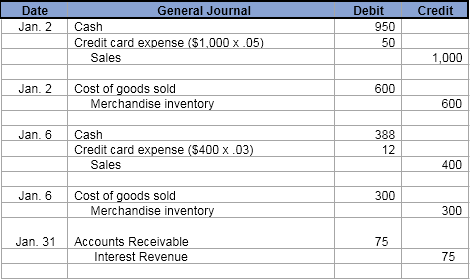 Date General Journal Debit Credit
Jan. 2 Cash 950
Credit card expense ($1,000 x .05) 50
Sales 1,000
Jan. 2 Cost of goods sold 600
Merchandise inventory 600
Jan. 6 Cash 388
Credit card expense ($400 x .03) 12
Sales 400
Jan. 6 Cost of goods sold 300
Merchandise inventory 300
Jan. 31 Accounts Receivable 75
Interest Revenue 75